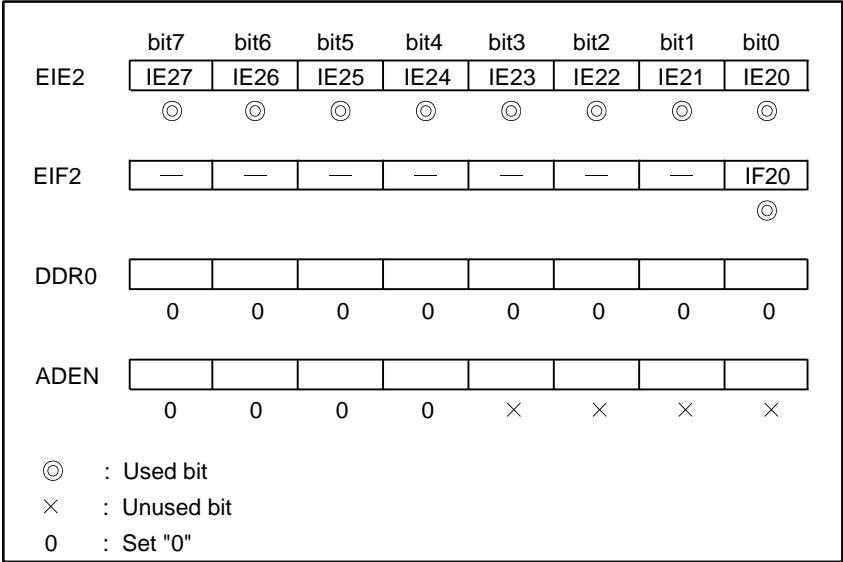 bit7 bit6 bit5 bit4 bit3 bit2 bit1 bit0
EIE2 IE27 IE26 IE25 IE24 IE23 IE22 IE21 IE20
◎ ◎ ◎ ◎ ◎ ◎ ◎ ◎
EIF2 — — — — — — — IF20
◎
DDR0
0 0 0 0 0 0 0 0
ADEN
0 0 0 0 × × × ×
◎ : Used bit
× : Unused bit
0 : Set "0"